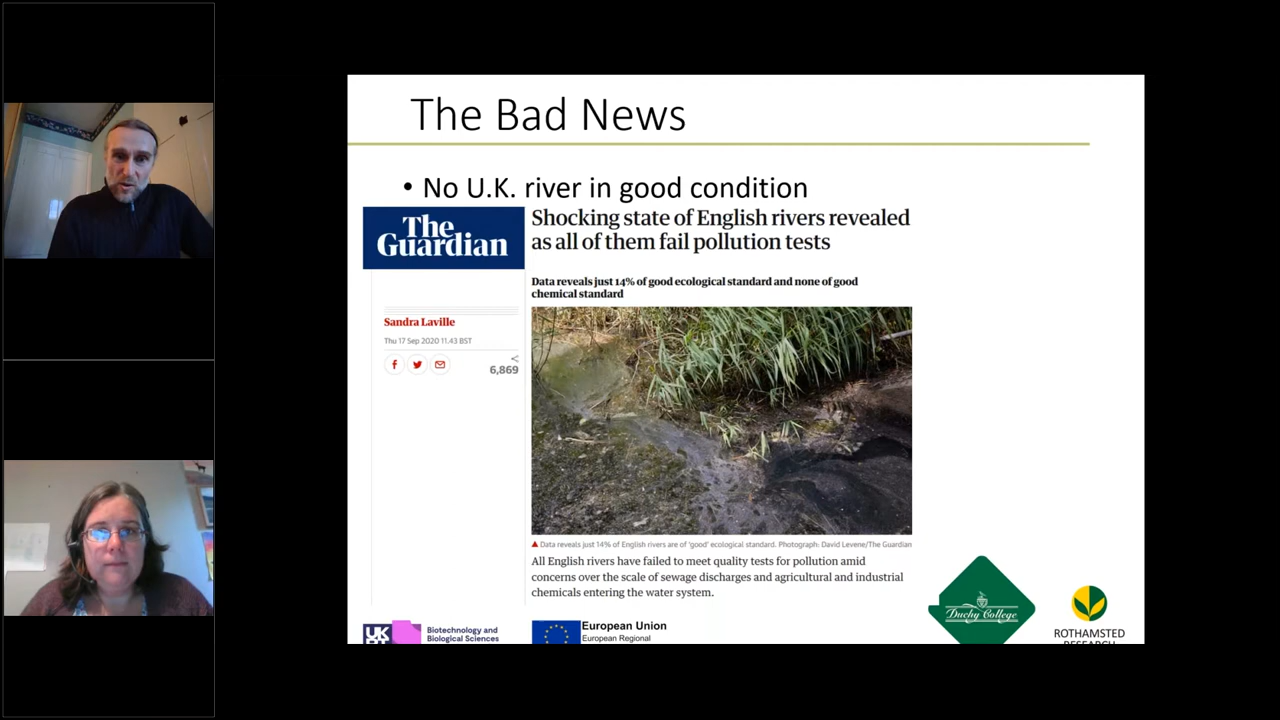 The Bad News
• No U.K. river in good condition
The
Guardian
Shocking state of English rivers revealed
as all of them fail pollution tests
Data reveals just 14% of good ecological standard and none of good
chemical standard
Sandra Laville
Thu 17 Sep 2020 11.43 BST
6,869
Data reveals just 14% of English rivers are of 'good' ecological standard. Photograph: David Levene/The Guardian
All English rivers have failed to meet quality tests for pollution amid
concerns over the scale of sewage discharges and agricultural and industrial
chemicals entering the water system.
UK
Biotechnology and
Biological Sciences
European Union
European Regional
Duchy College
ROTHAMSTED
RESEARCH